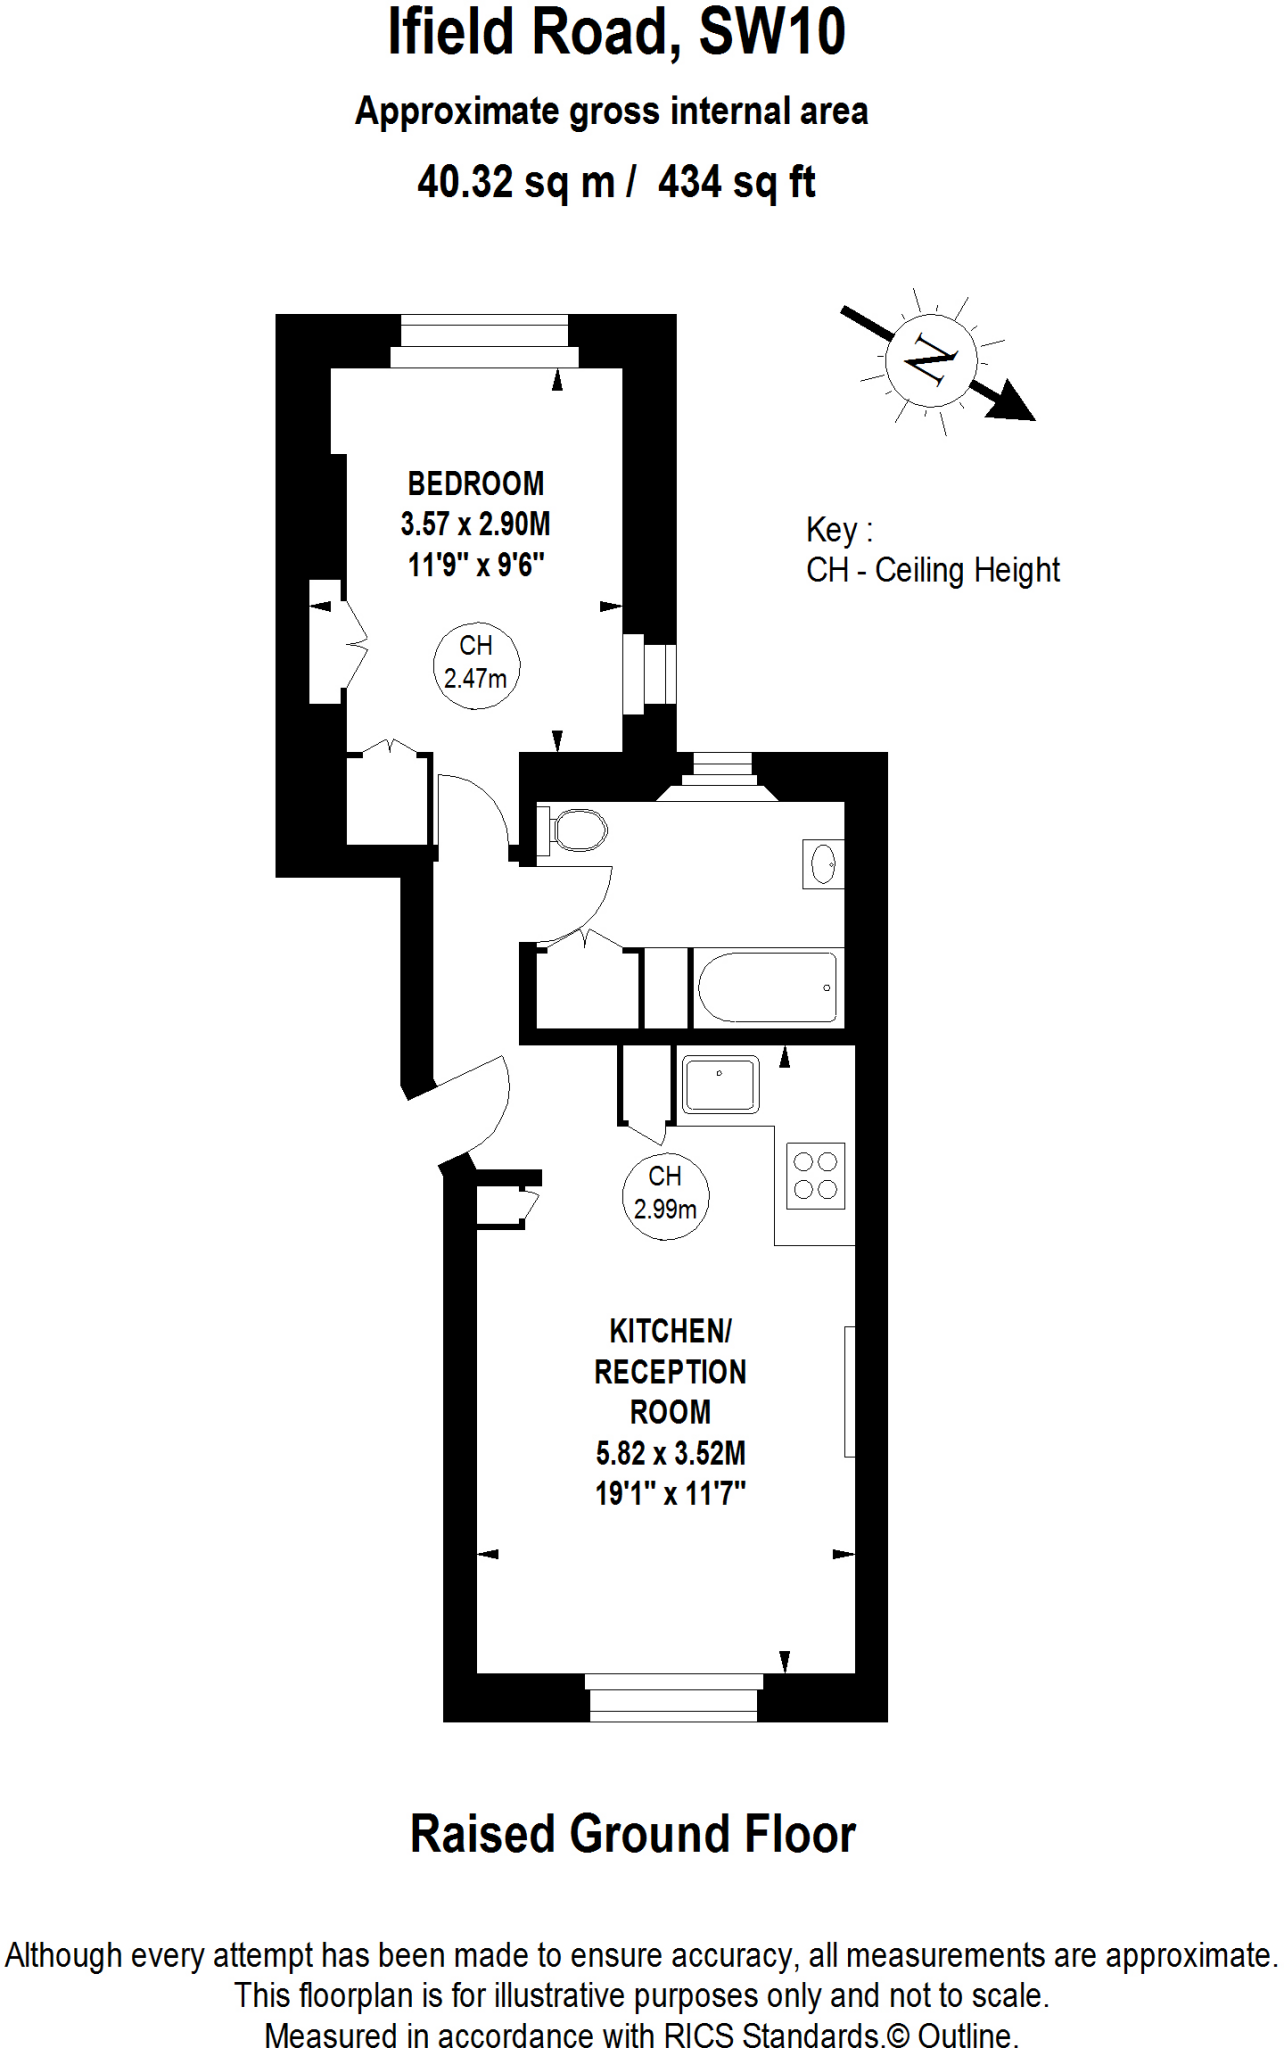 Ifield Road, SW10
Approximate gross internal area
40.32 sq m / 434 sq ft
N
BEDROOM
3.57 x 2.90M
11'9" x 9'6"
Key :
CH - Ceiling Height
CH
2.47m
CH
2.99m
KITCHEN/
RECEPTION
ROOM
5.82 x 3.52M
19'1" x 11'7"
Raised Ground Floor
Although every attempt has been made to ensure accuracy, all measurements are approximate.
This floorplan is for illustrative purposes only and not to scale.
Measured in accordance with RICS Standards.© Outline.